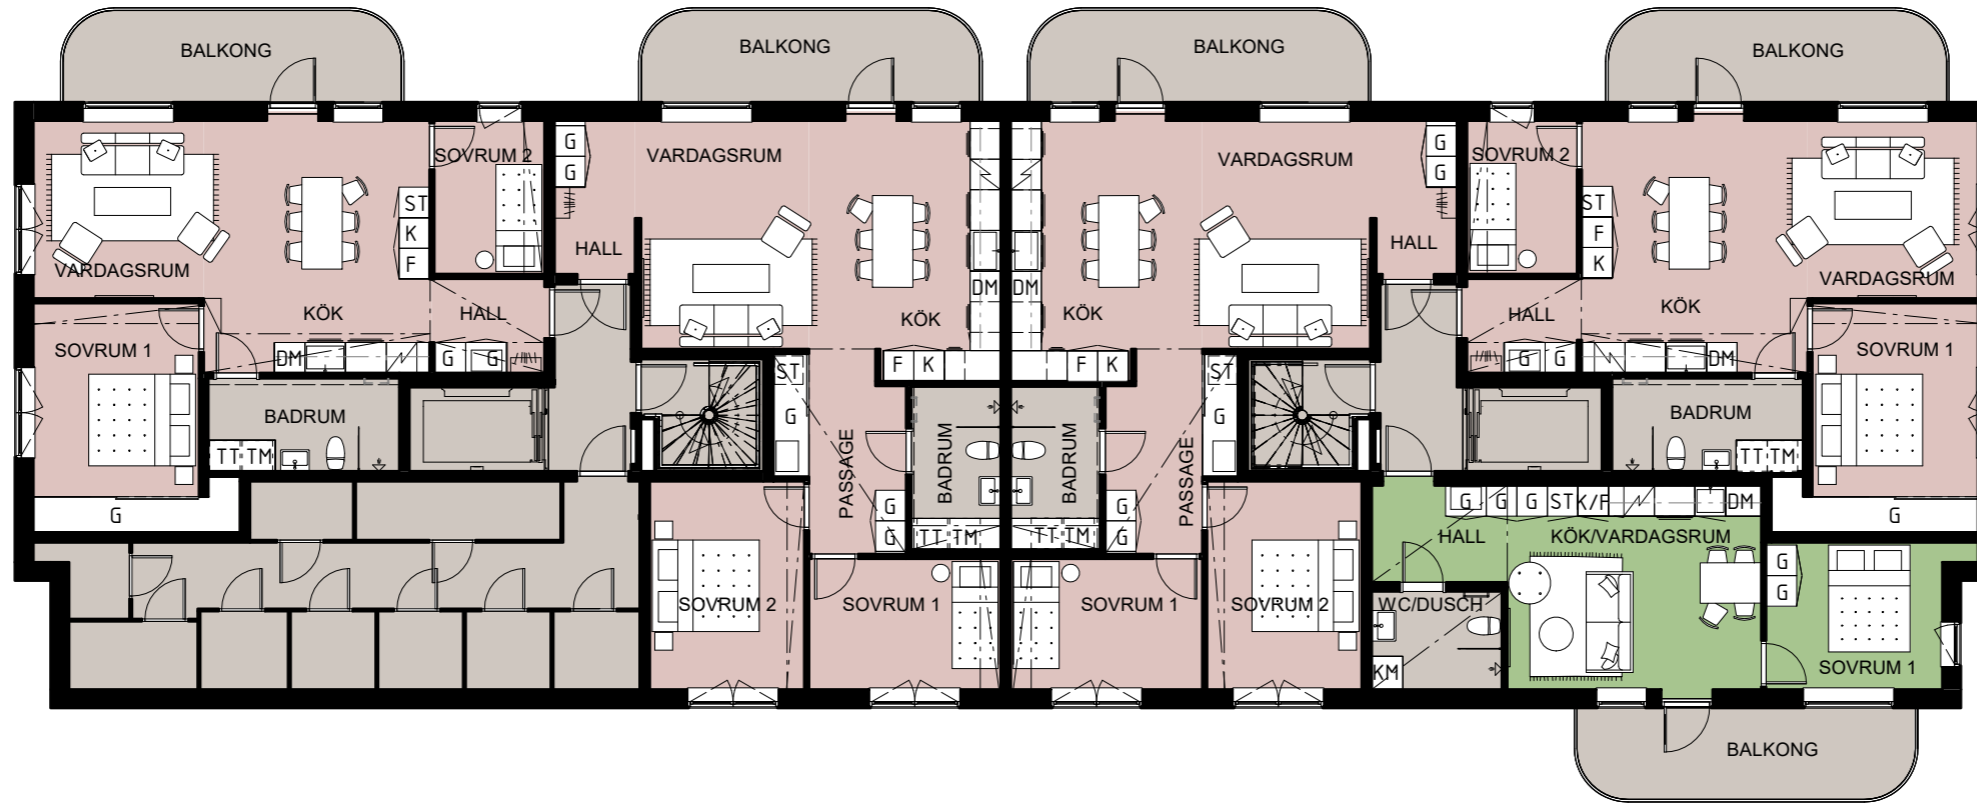 BALKONG
BALKONG
BALKONG
BALKONG
SOVRUM 2
G
G
VARDAGSRUM
VARDAGSRUM
G
G
SOVRUM 2
ST
K
F
HALL
HALL
ST
F
K
VARDAGSRUM
VARDAGSRUM
DM
DM
KÖK
HALL
KÖK
KÖK
HALL
KÖK
SOVRUM 1
DM
G
G
F
K
F
K
G
G
DM
SOVRUM 1
ST
G
ST
G
BADRUM
TT
TM
BADRUM
TT
TM
PASSAGE
BADRUM
BADRUM
PASSAGE
G
G
G
TT
TM
TT
TM
G
G
G
G
G
ST
K/F
DM
G
HALL
KÖK/VARDAGSRUM
G
G
SOVRUM 2
SOVRUM 1
SOVRUM 1
SOVRUM 2
WC/DUSCH
KM
SOVRUM 1
BALKONG